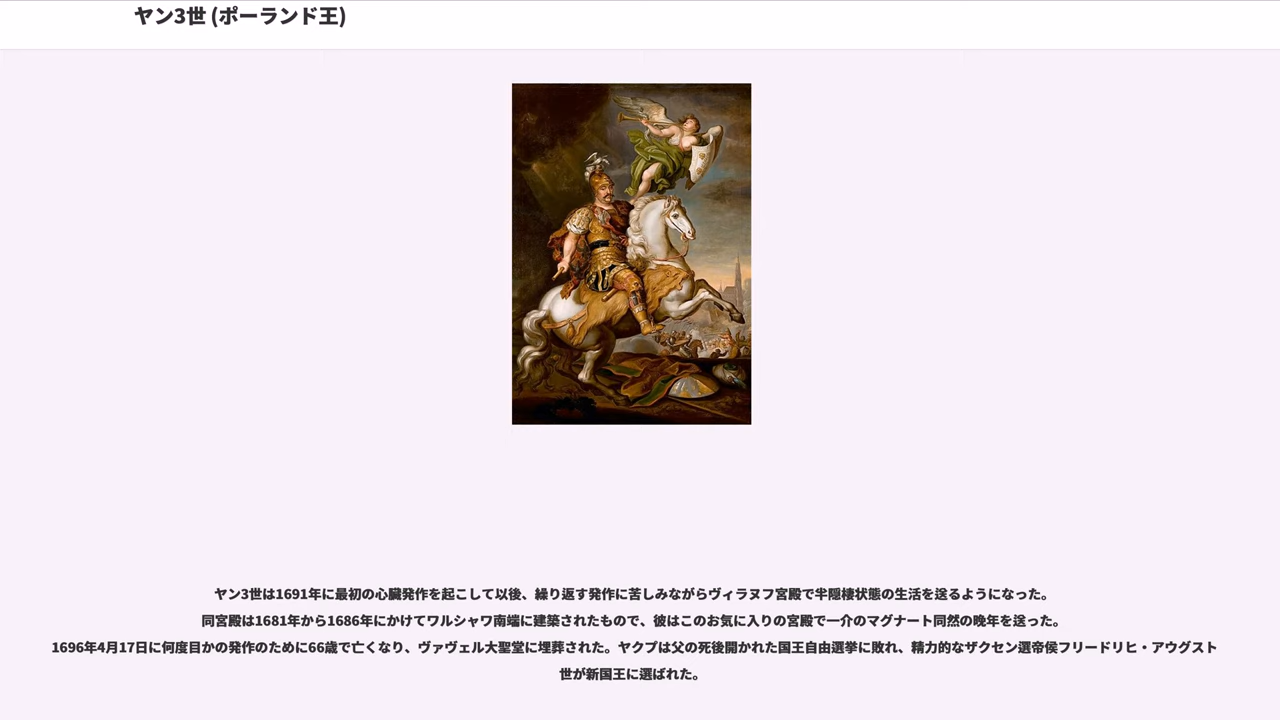 ヤン3世 (ポーランド王)
ヤン3世は1691年に最初の心臓発作を起こして以後、繰り返す発作に苦しみながらヴィラヌフ宮殿で半隠棲状態の生活を送るようになった。
同宮殿は1681年から1686年にかけてワルシャワ南端に建築されたもので、彼はこのお気に入りの宮殿で一介のマグナート同然の晩年を送った。
1696年4月17日に何度目かの発作のために66歳で亡くなり、ヴァヴェル大聖堂に埋葬された。ヤクプは父の死後開かれた国王自由選挙に敗れ、精力的なザクセン選帝侯フリードリヒ・アウグスト
世が新国王に選ばれた。